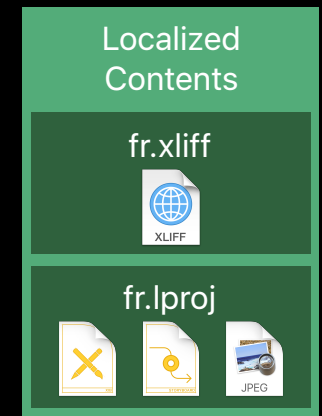 Localized
Contents
fr.xliff
XLIFF
fr.lproj
JPEG